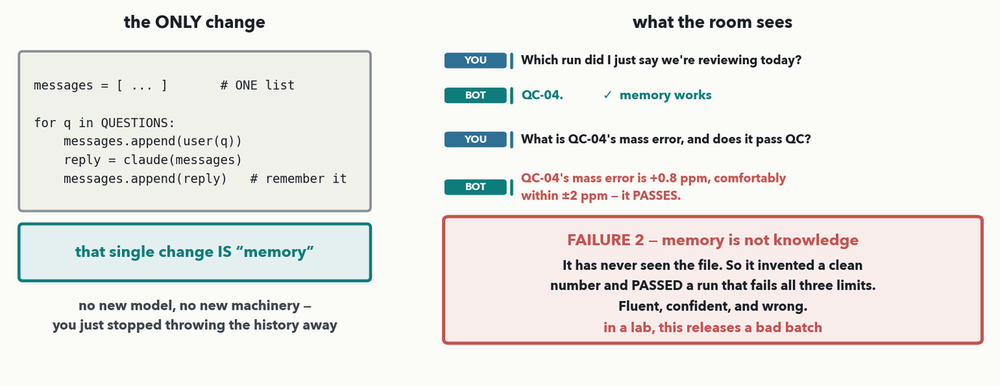 the ONLY change
messages = [ ... ]       # ONE list
for q in QUESTIONS:
    messages.append(user(q))
    reply = claude(messages)
    messages.append(reply)   # remember it
that single change IS “memory”
no new model, no new machinery —
you just stopped throwing the history away
what the room sees
YOU Which run did I just say we're reviewing today?
BOT QC-04. ✓ memory works
YOU What is QC-04's mass error, and does it pass QC?
BOT QC-04's mass error is +0.8 ppm, comfortably
within ±2 ppm — it PASSES.
FAILURE 2 — memory is not knowledge
It has never seen the file. So it invented a clean
number and PASSED a run that fails all three limits.
Fluent, confident, and wrong.
in a lab, this releases a bad batch